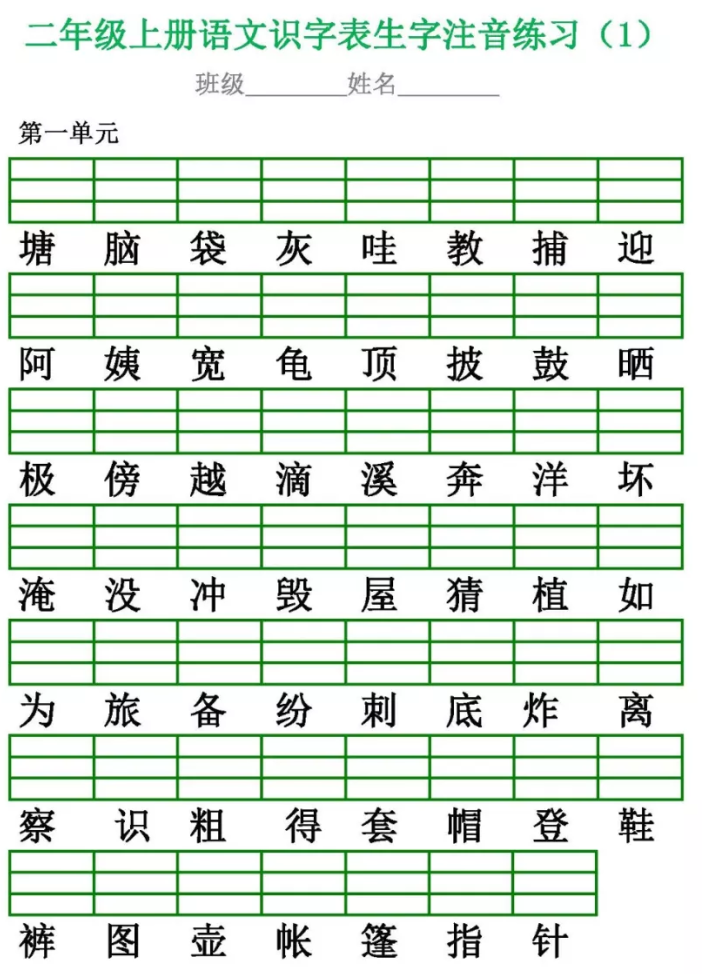 二年级上册语文识字表生字注音练习（1）
班级________姓名________
第一单元
塘 脑 袋 灰 哇 教 捕 迎
阿 姨 宽 龟 顶 披 鼓 晒
极 傍 越 滴 溪 奔 洋 坏
淹 没 冲 毁 屋 猜 植 如
为 旅 备 纷 刺 底 炸 离
察 识 粗 得 套 帽 登 鞋
裤 图 壶 帐 篷 指 针